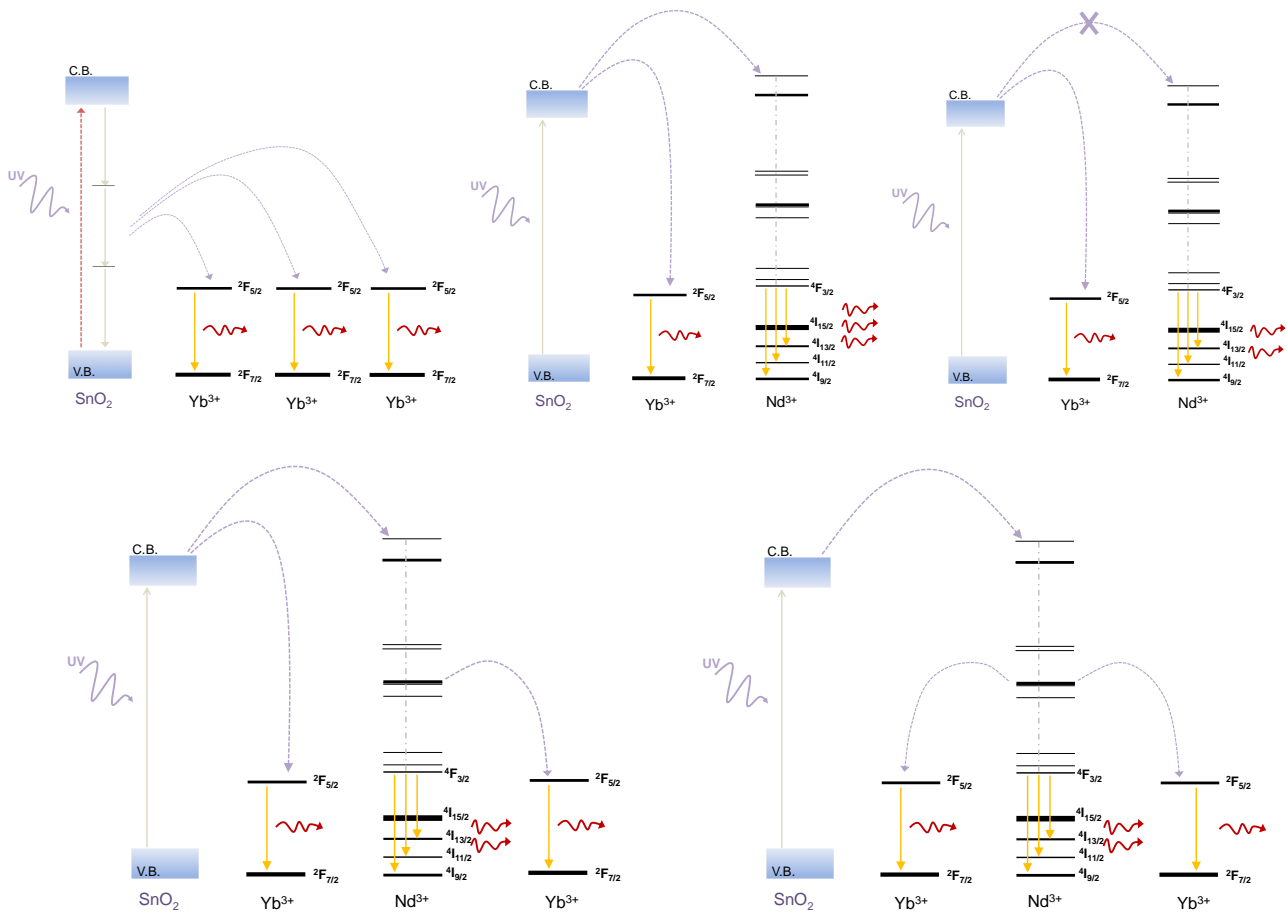 C.B.
UV
²F₅/₂ ²F₅/₂ ²F₅/₂
V.B. ²F₇/₂ ²F₇/₂ ²F₇/₂
SnO₂ Yb³⁺ Yb³⁺ Yb³⁺
C.B.
UV
²F₅/₂ ⁴F₃/₂
⁴I₁₅/₂
⁴I₁₃/₂
⁴I₁₁/₂
V.B. ²F₇/₂ ⁴I₉/₂
SnO₂ Yb³⁺ Nd³⁺
C.B.
UV
²F₅/₂ ⁴F₃/₂
⁴I₁₅/₂
⁴I₁₃/₂
⁴I₁₁/₂
V.B. ²F₇/₂ ⁴I₉/₂
SnO₂ Yb³⁺ Nd³⁺
C.B.
UV
²F₅/₂ ⁴F₃/₂ ²F₅/₂
⁴I₁₅/₂
⁴I₁₃/₂
⁴I₁₁/₂
V.B. ²F₇/₂ ⁴I₉/₂ ²F₇/₂
SnO₂ Yb³⁺ Nd³⁺ Yb³⁺
C.B.
UV
²F₅/₂ ⁴F₃/₂ ²F₅/₂
⁴I₁₅/₂
⁴I₁₃/₂
⁴I₁₁/₂
V.B. ²F₇/₂ ⁴I₉/₂ ²F₇/₂
SnO₂ Yb³⁺ Nd³⁺ Yb³⁺